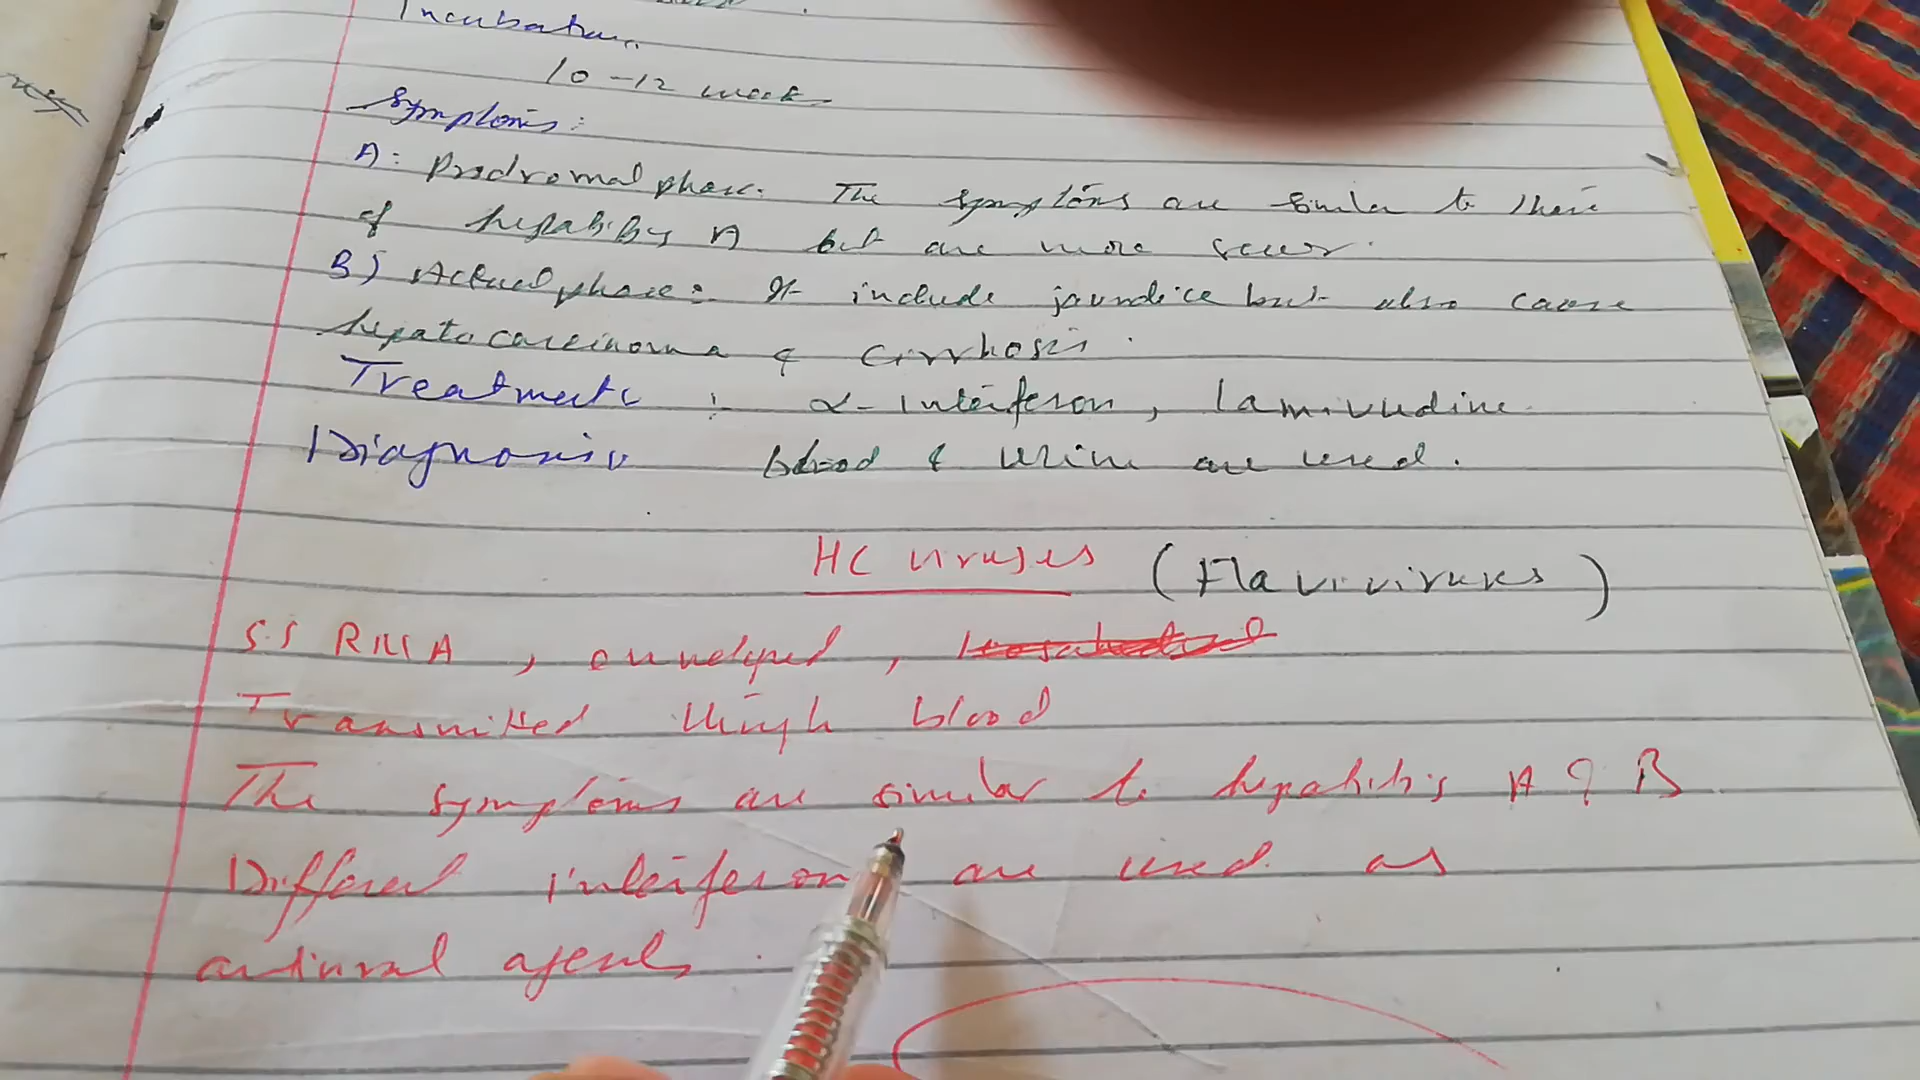 Incubation
10-12 week
Symptoms:
A: Prodromal phase: The symptoms are similar to those
of hepatitis A but are more sever.
B) Actual phase: It include jaundice but also cause
hepatocarcinoma & cirrhosis.
Treatment :- α-interferon, lamivudine
Diagnosis blood & urine are used.
HC viruses (Flaviviruses)
S.S RNA, enveloped,
Transmitted through blood
The symptoms are similar to hepatitis A & B
Different interferon are used as
antiviral agents.